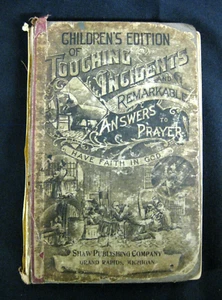 CHILDREN'S EDITION
OF
TOUCHING
INCIDENTS
AND
REMARKABLE
ANSWERS TO
PRAYER
HAVE FAITH IN GOD
SHAW PUBLISHING COMPANY
GRAND RAPIDS, MICHIGAN